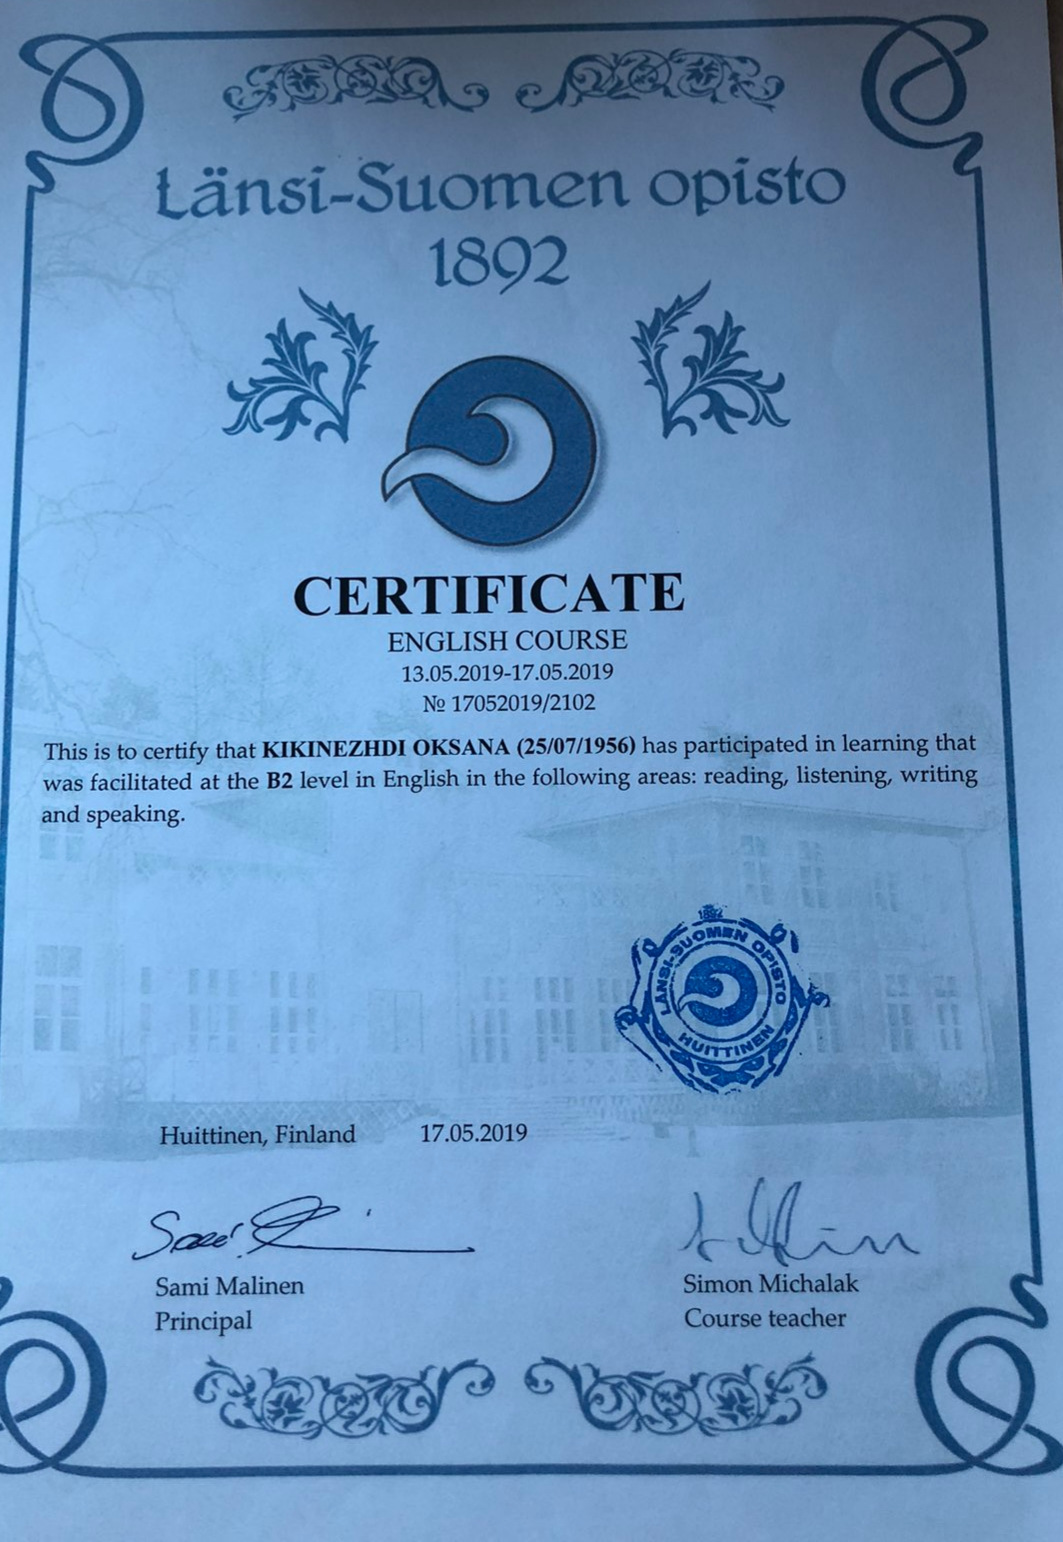 Länsi-Suomen opisto
1892
CERTIFICATE
ENGLISH COURSE
13.05.2019-17.05.2019
№ 17052019/2102
This is to certify that KIKINEZHDI OKSANA (25/07/1956) has participated in learning that
was facilitated at the B2 level in English in the following areas: reading, listening, writing
and speaking.
1892
LÄNSI-SUOMEN OPISTO
HUITTINEN
Huittinen, Finland 17.05.2019
Sami Malinen
Principal
Simon Michalak
Course teacher